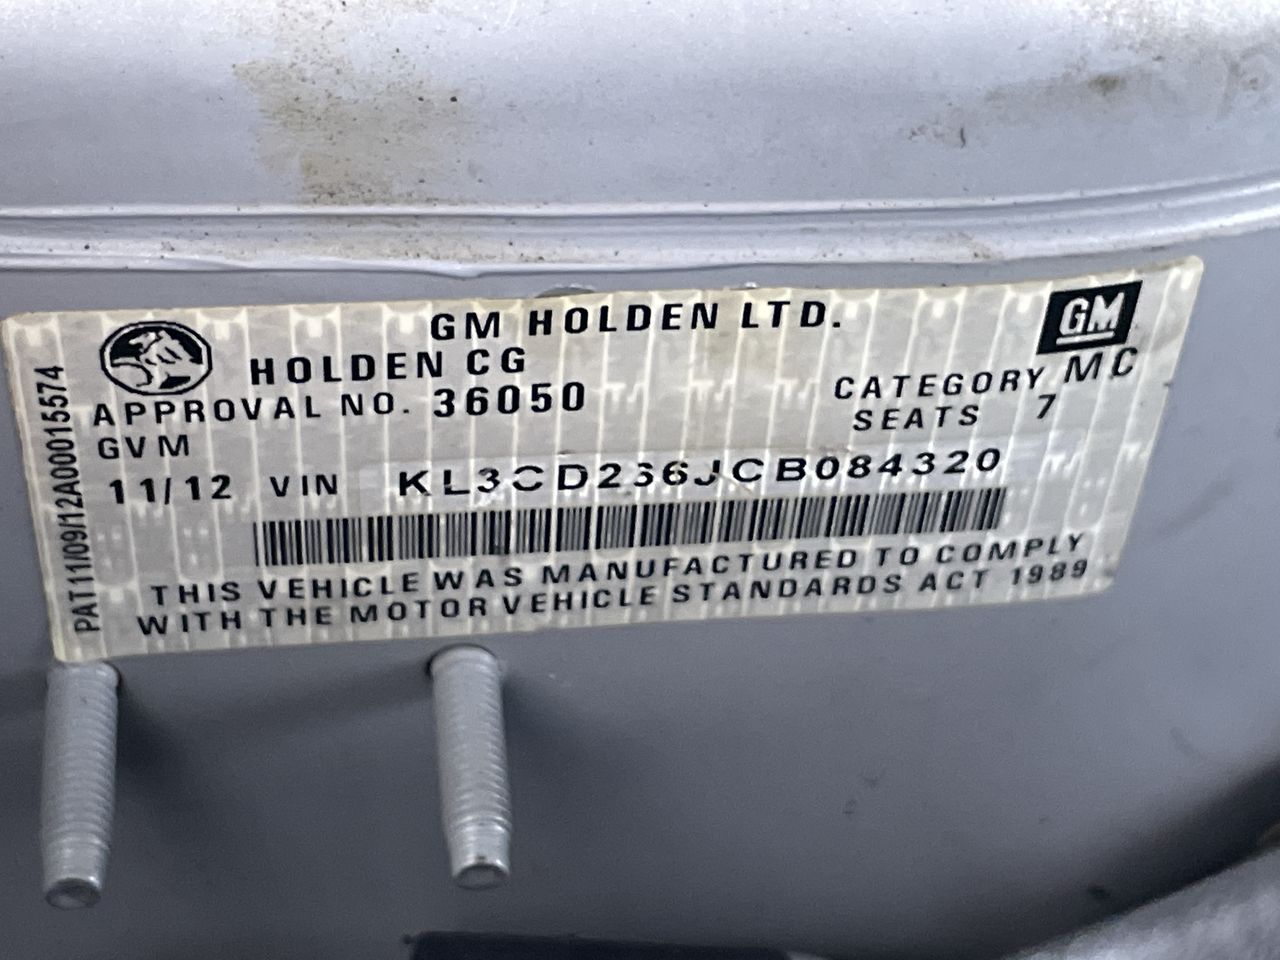 GM HOLDEN LTD.
GM
HOLDEN CG
CATEGORY MC
APPROVAL NO. 36050
SEATS 7
GVM
11/12 VIN KL3CD236JCB084320
THIS VEHICLE WAS MANUFACTURED TO COMPLY
WITH THE MOTOR VEHICLE STANDARDS ACT 1989
PAT11/09/12A00015574